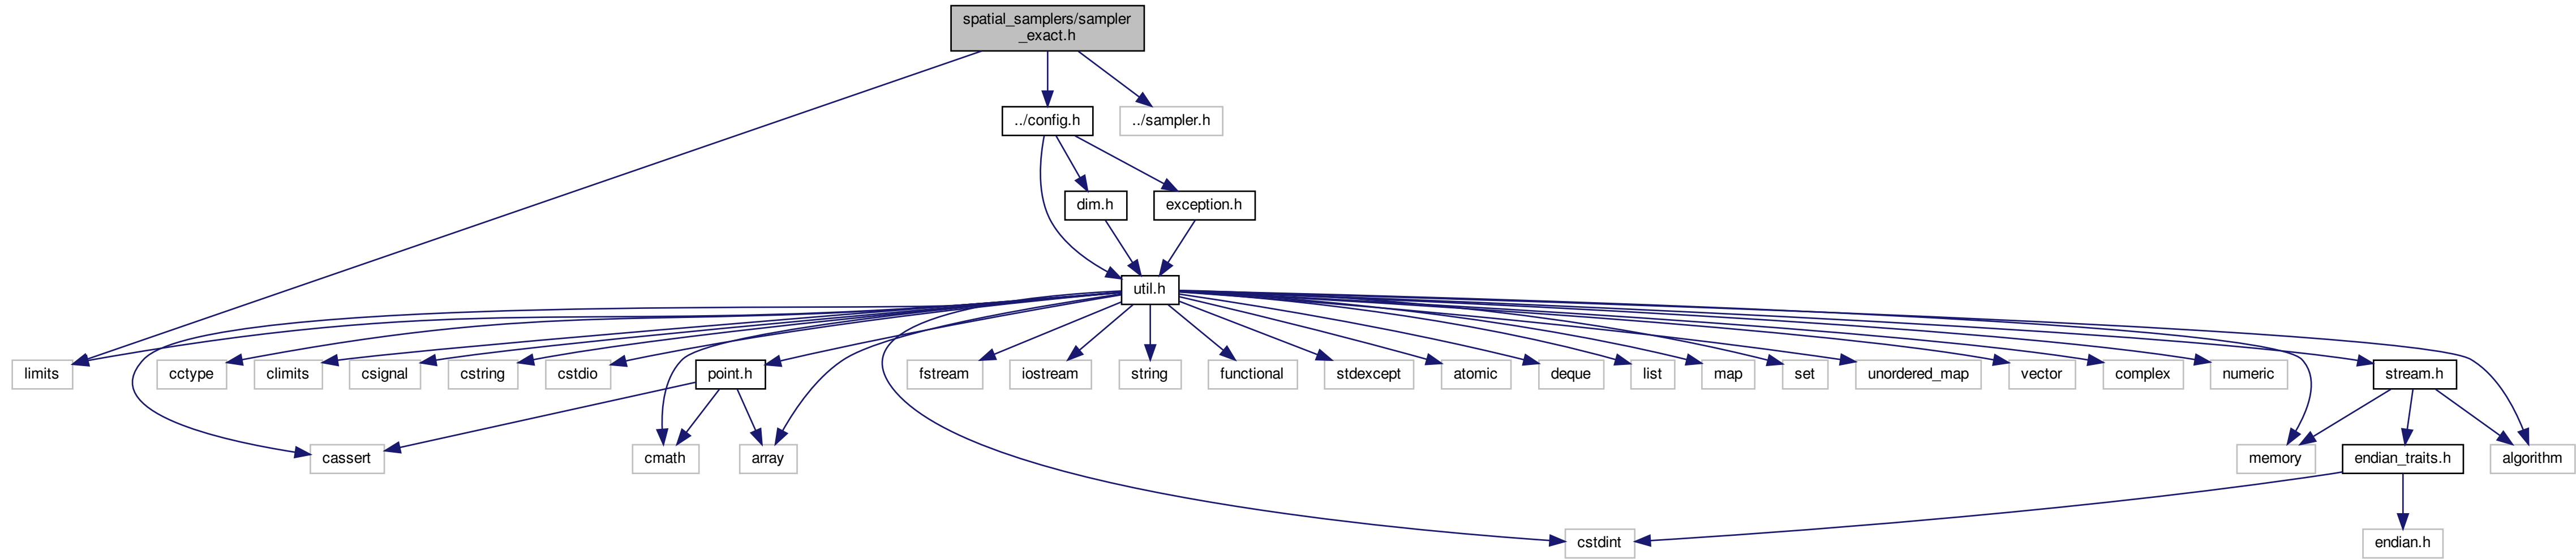 spatial_samplers/sampler
_exact.h
../config.h
../sampler.h
dim.h
exception.h
util.h
limits
cctype
climits
csignal
cstring
cstdio
point.h
fstream
iostream
string
functional
stdexcept
atomic
deque
list
map
set
unordered_map
vector
complex
numeric
stream.h
cassert
cmath
array
memory
endian_traits.h
algorithm
cstdint
endian.h